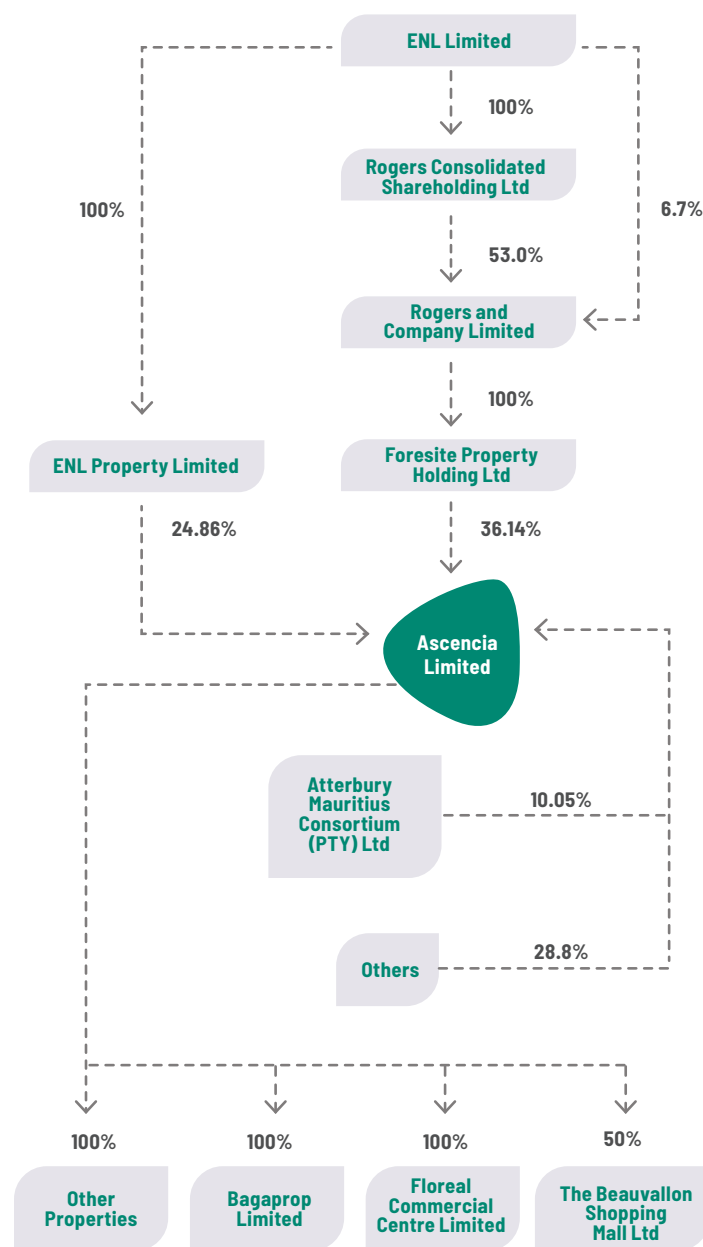 ENL Limited
100%
Rogers Consolidated
Shareholding Ltd
100%
6.7%
53.0%
Rogers and
Company Limited
100%
ENL Property Limited
Foresite Property
Holding Ltd
24.86%
36.14%
Ascencia
Limited
Atterbury
Mauritius
Consortium
(PTY) Ltd
10.05%
Others
28.8%
100%
100%
100%
50%
Other
Properties
Bagaprop
Limited
Floreal
Commercial
Centre Limited
The Beauvallon
Shopping
Mall Ltd